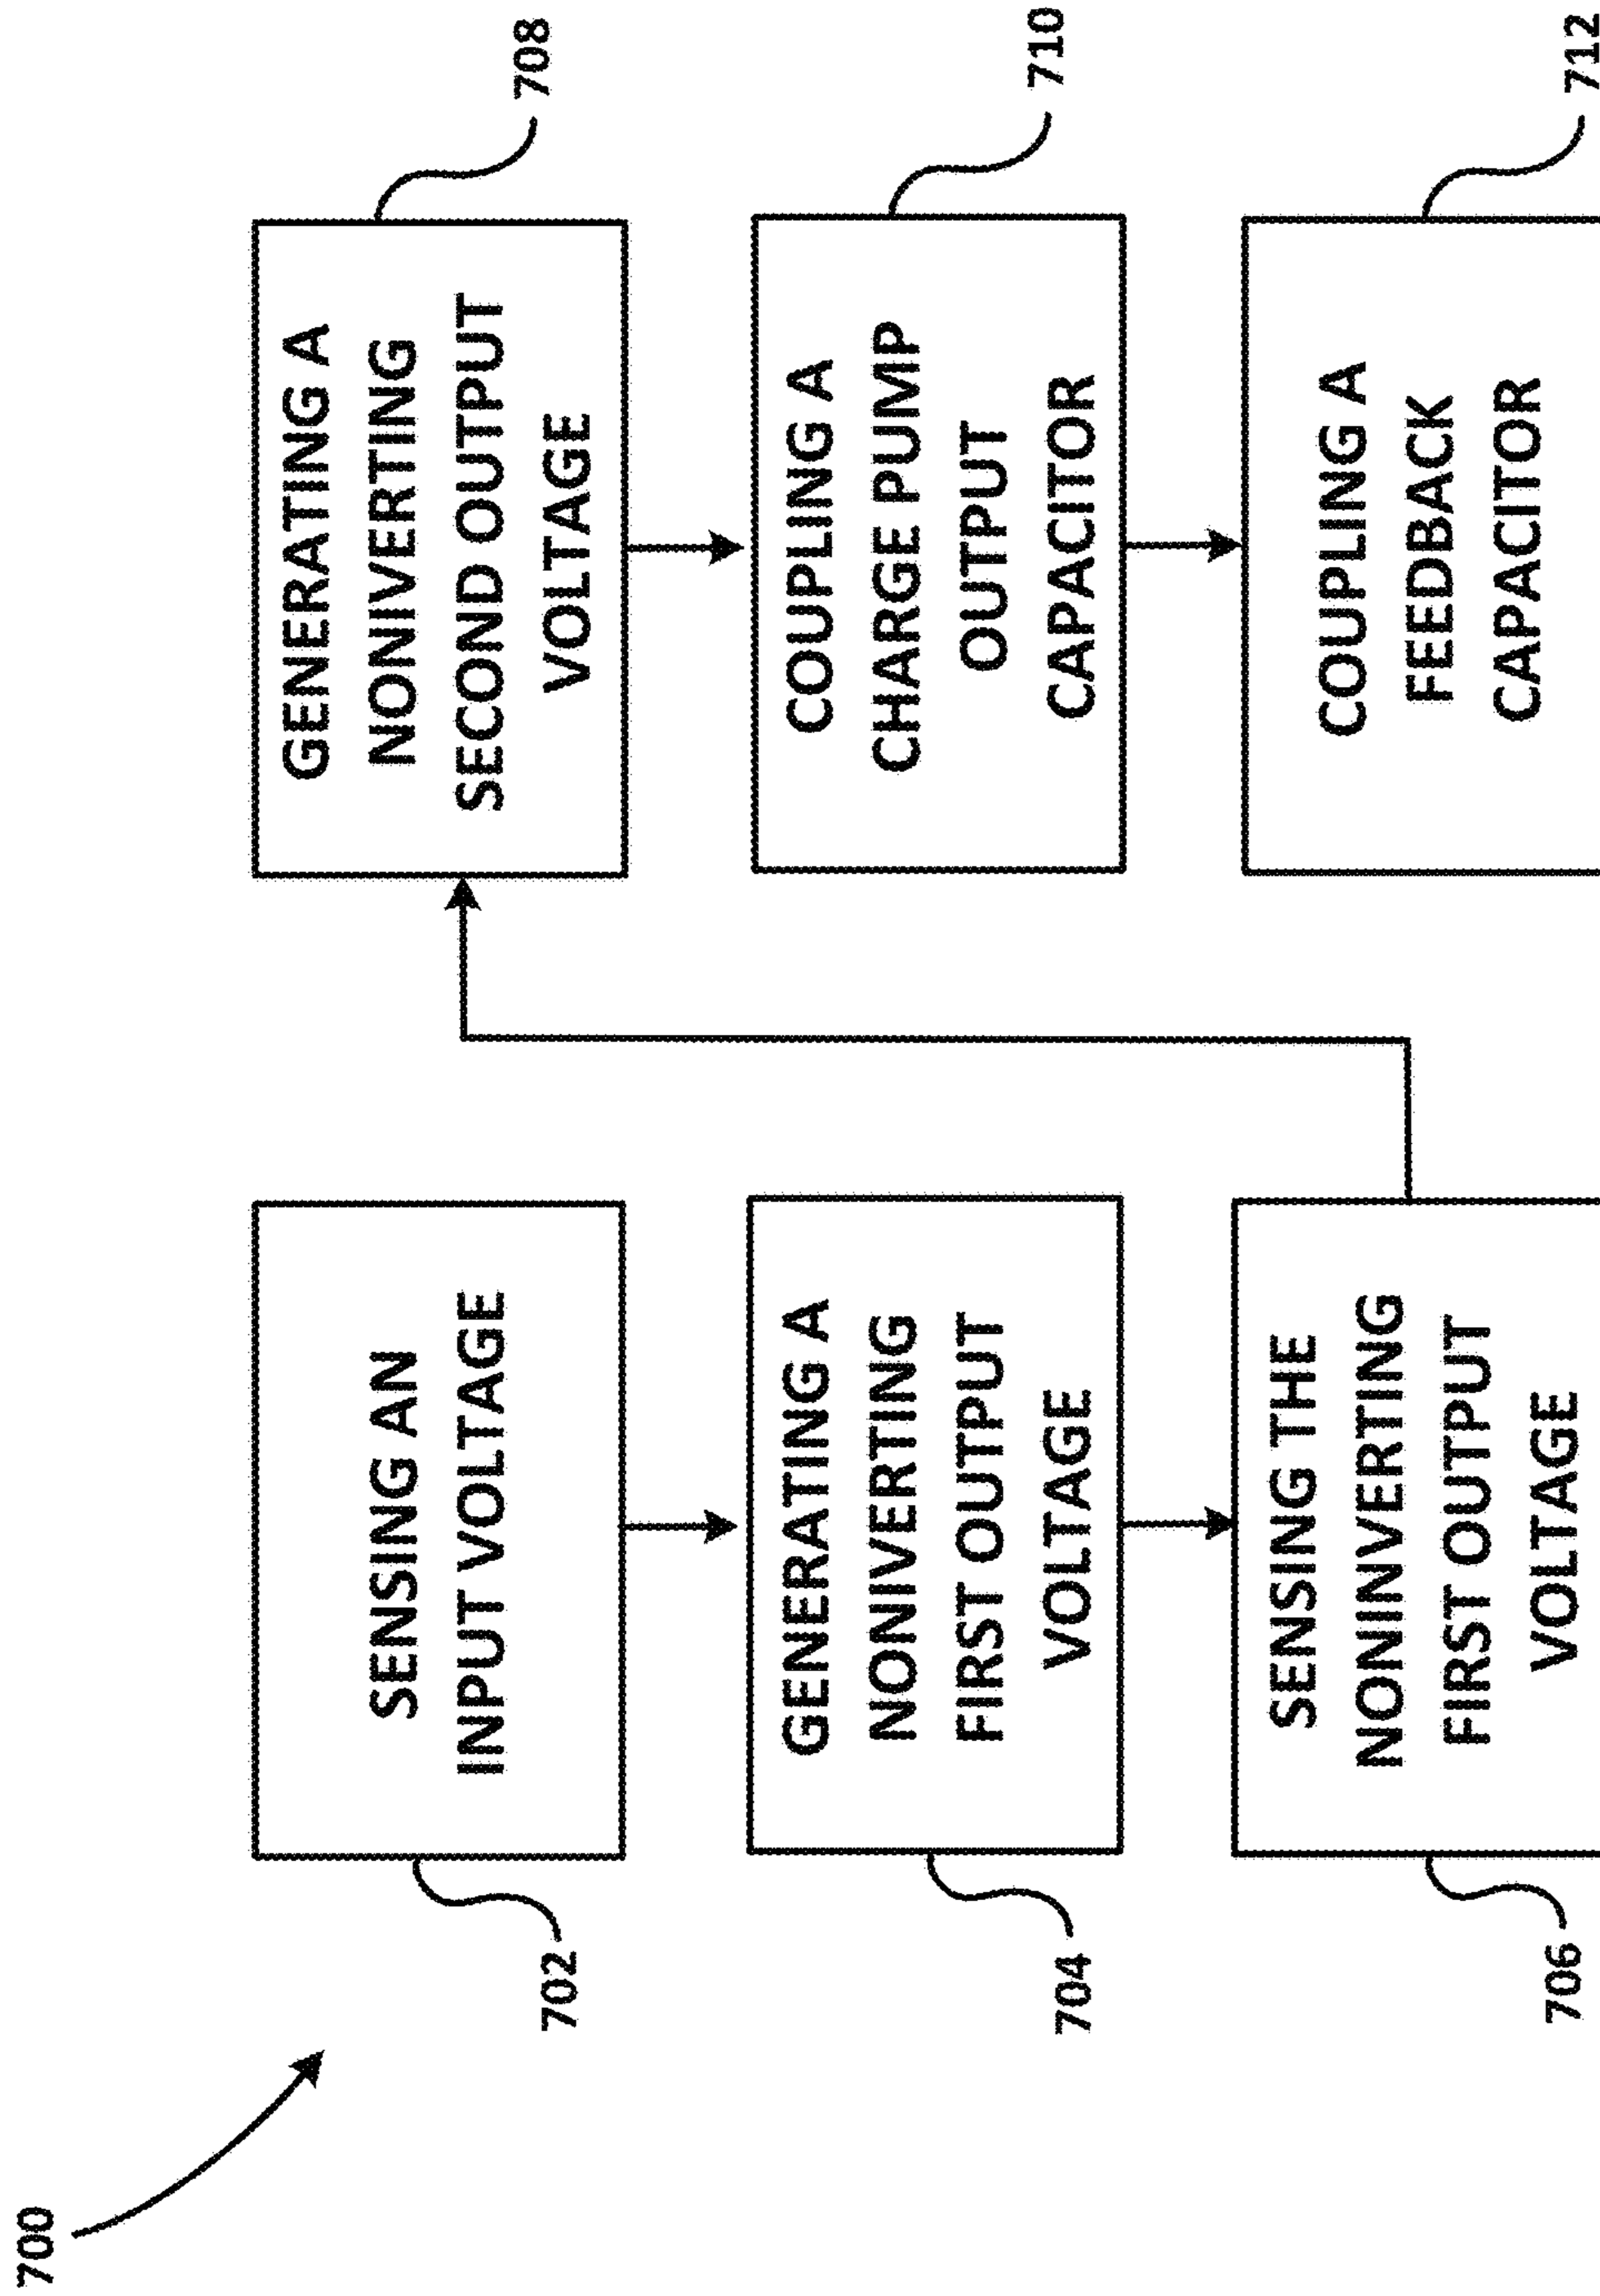 700
702
SENSING AN
INPUT VOLTAGE
704
GENERATING A
NONIVERTING
FIRST OUTPUT
VOLTAGE
706
SENSING THE
NONINVERTING
FIRST OUTPUT
VOLTAGE
708
GENERATING A
NONIVERTING
SECOND OUTPUT
VOLTAGE
710
COUPLING A
CHARGE PUMP
OUTPUT
CAPACITOR
712
COUPLING A
FEEDBACK
CAPACITOR